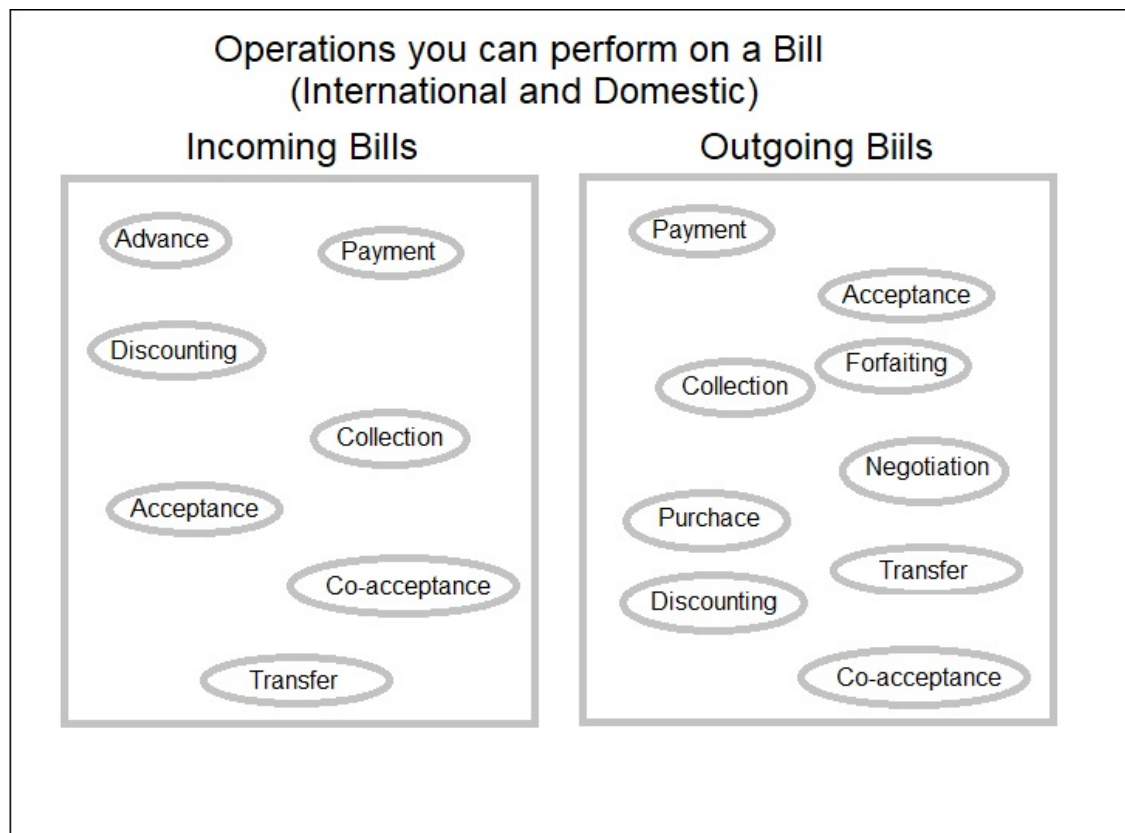 Operations you can perform on a Bill
(International and Domestic)
Incoming Bills
Advance
Payment
Discounting
Collection
Acceptance
Co-acceptance
Transfer
Outgoing Biils
Payment
Acceptance
Forfaiting
Collection
Negotiation
Purchace
Transfer
Discounting
Co-acceptance